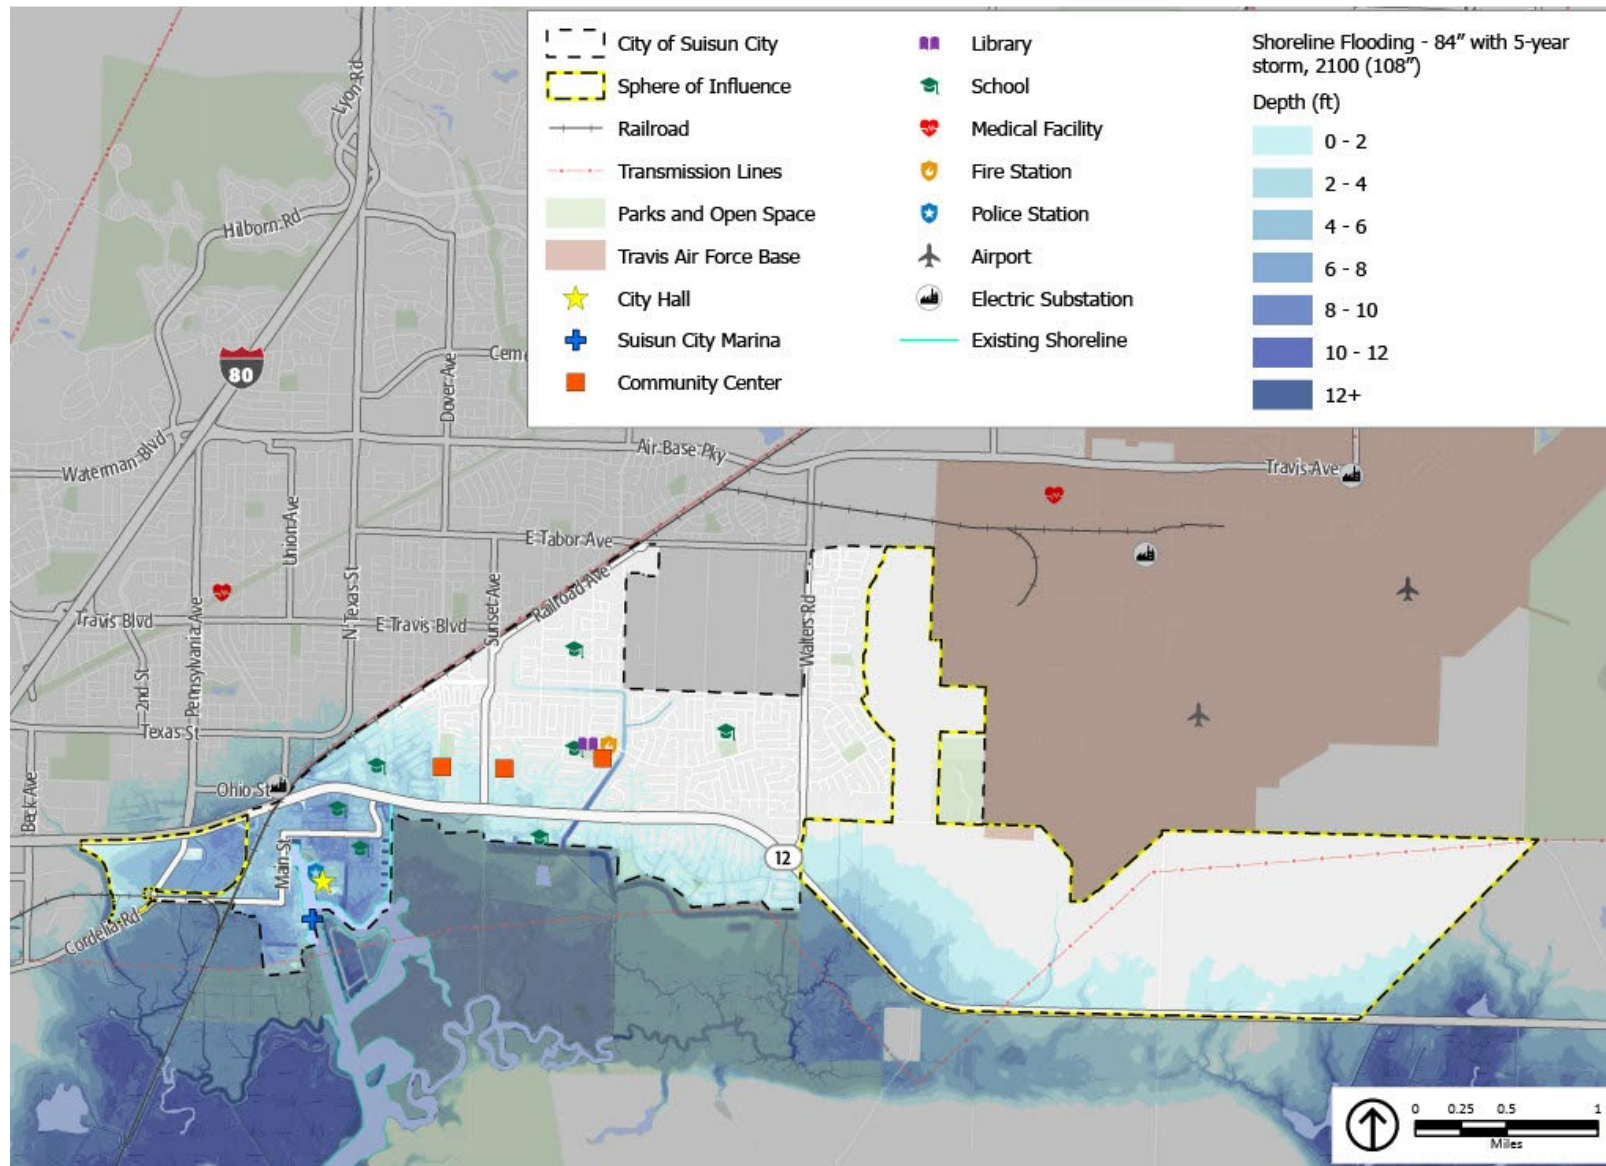 City of Suisun City
Sphere of Influence
Railroad
Transmission Lines
Parks and Open Space
Travis Air Force Base
City Hall
Suisun City Marina
Community Center
Library
School
Medical Facility
Fire Station
Police Station
Airport
Electric Substation
Existing Shoreline
Shoreline Flooding - 84” with 5-year
storm, 2100 (108”)
Depth (ft)
0 - 2
2 - 4
4 - 6
6 - 8
8 - 10
10 - 12
12+
Lyon Rd
Hilborn Rd
80
Dover Ave
Ceme
Waterman Blvd
Air Base Pky
Travis Ave
Union Ave
E Tabor Ave
N Texas St
Sunset Ave
Railroad Ave
Walters Rd
Travis Blvd
E Travis Blvd
Pennsylvania Ave
2nd St
Texas St
Beck Ave
Ohio St
Main St
12
Cordelia Rd
0 0.25 0.5 1
Miles